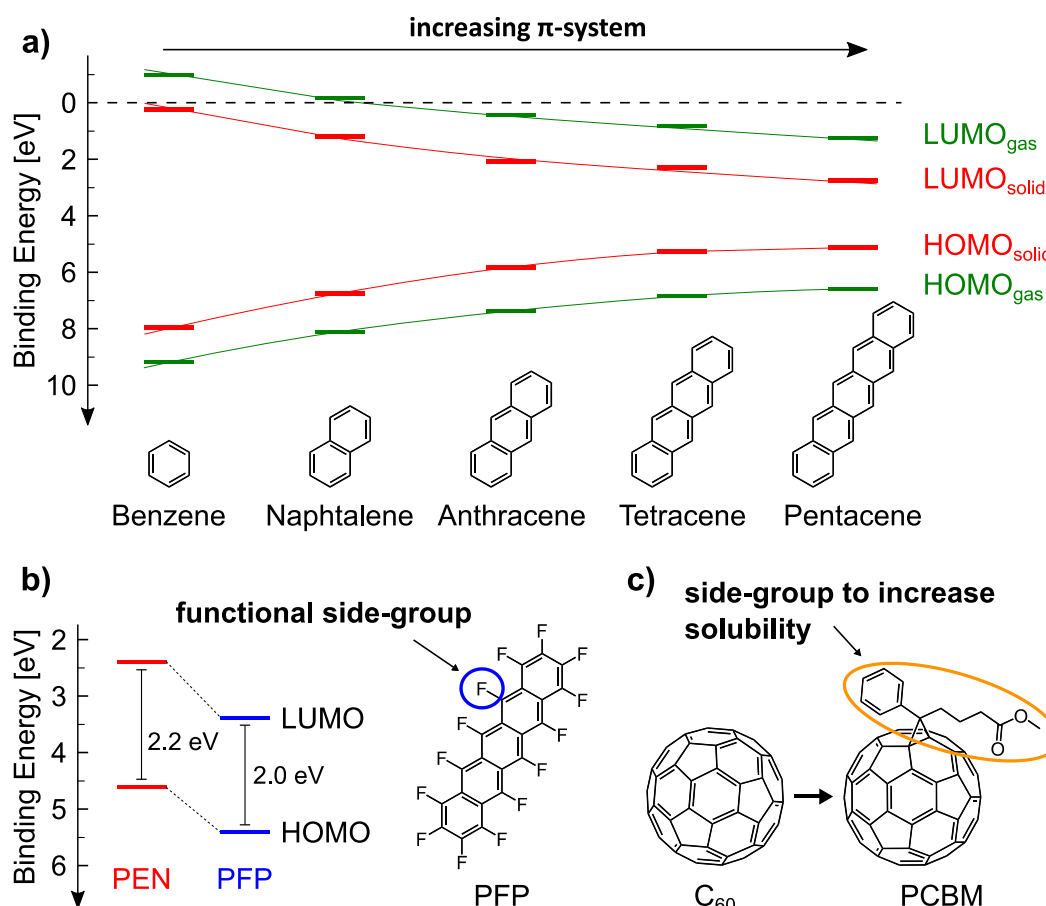 a)
increasing π-system
Binding Energy [eV]
0
2
4
6
8
10
LUMOgas
LUMOsolid
HOMOsolid
HOMOgas
Benzene
Naphtalene
Anthracene
Tetracene
Pentacene
b)
functional side-group
Binding Energy [eV]
2
3
4
5
6
2.2 eV
2.0 eV
LUMO
HOMO
PEN
PFP
F
F
F
F
F
F
F
F
F
F
F
F
F
F
PFP
c)
side-group to increase
solubility
O
O
C60
PCBM